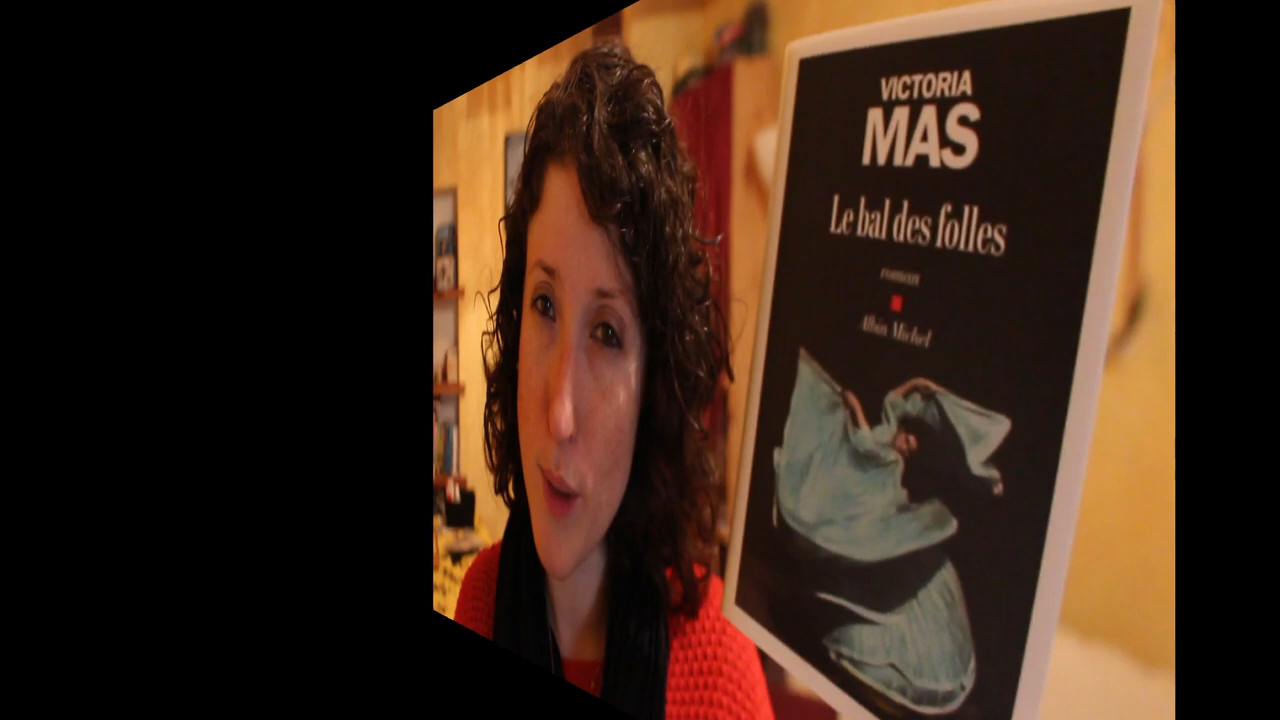 VICTORIA
MAS
Le bal des folles
roman
Albin Michel